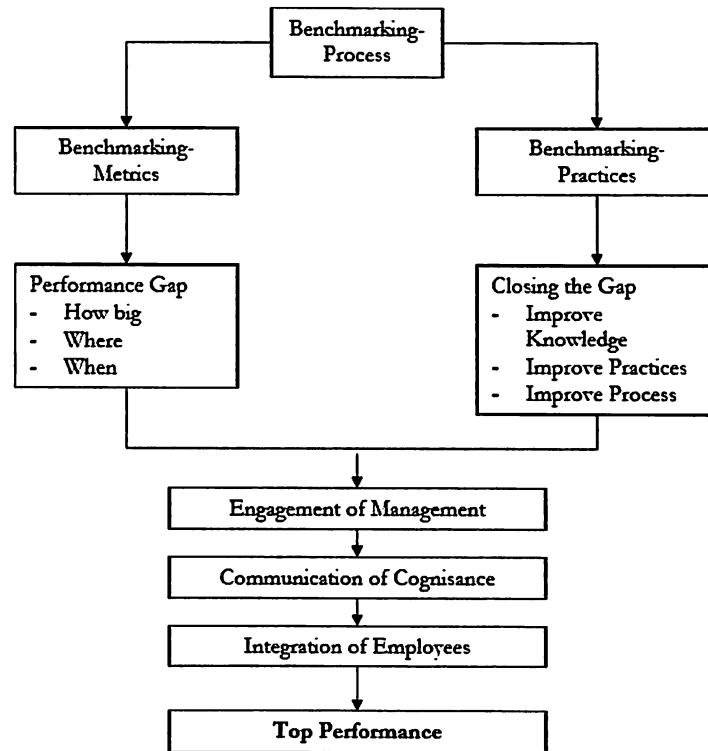 Benchmarking-
Process
Benchmarking-
Metrics
Benchmarking-
Practices
Performance Gap
- How big
- Where
- When
Closing the Gap
- Improve
Knowledge
- Improve Practices
- Improve Process
Engagement of Management
Communication of Cognisance
Integration of Employees
Top Performance